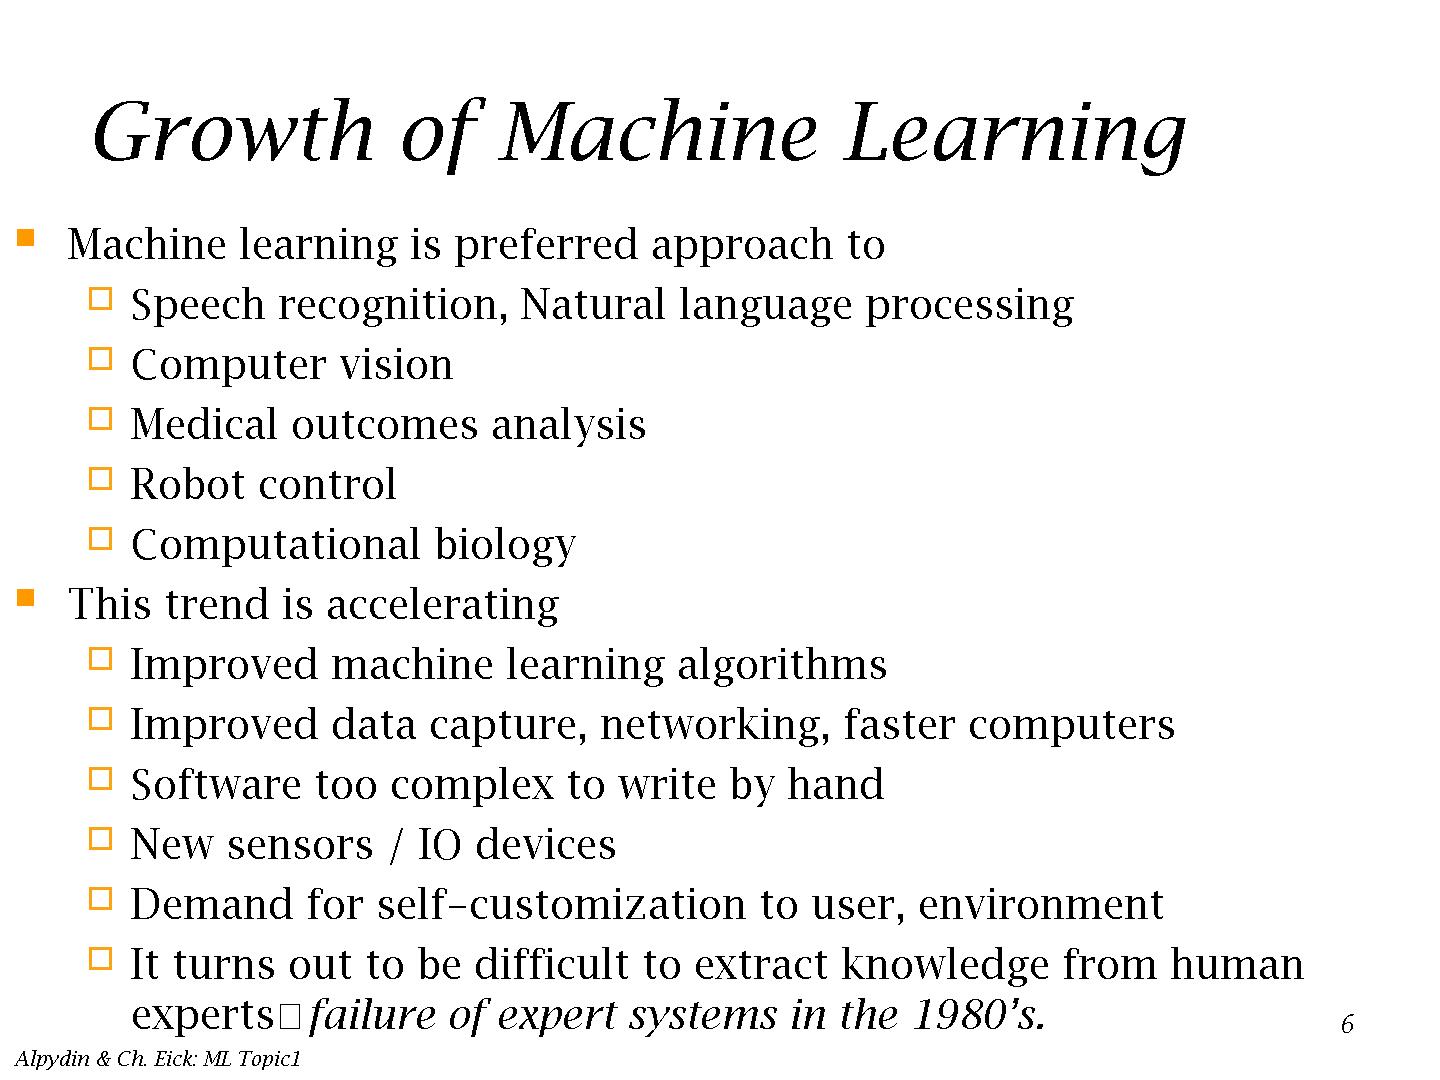 Growth of Machine Learning
Machine learning is preferred approach to
Speech recognition, Natural language processing
Computer vision
Medical outcomes analysis
Robot control
Computational biology
This trend is accelerating
Improved machine learning algorithms
Improved data capture, networking, faster computers
Software too complex to write by hand
New sensors / IO devices
Demand for self-customization to user, environment
It turns out to be difficult to extract knowledge from human
experts□failure of expert systems in the 1980's.
6
Alpydin & Ch. Eick: ML Topic1